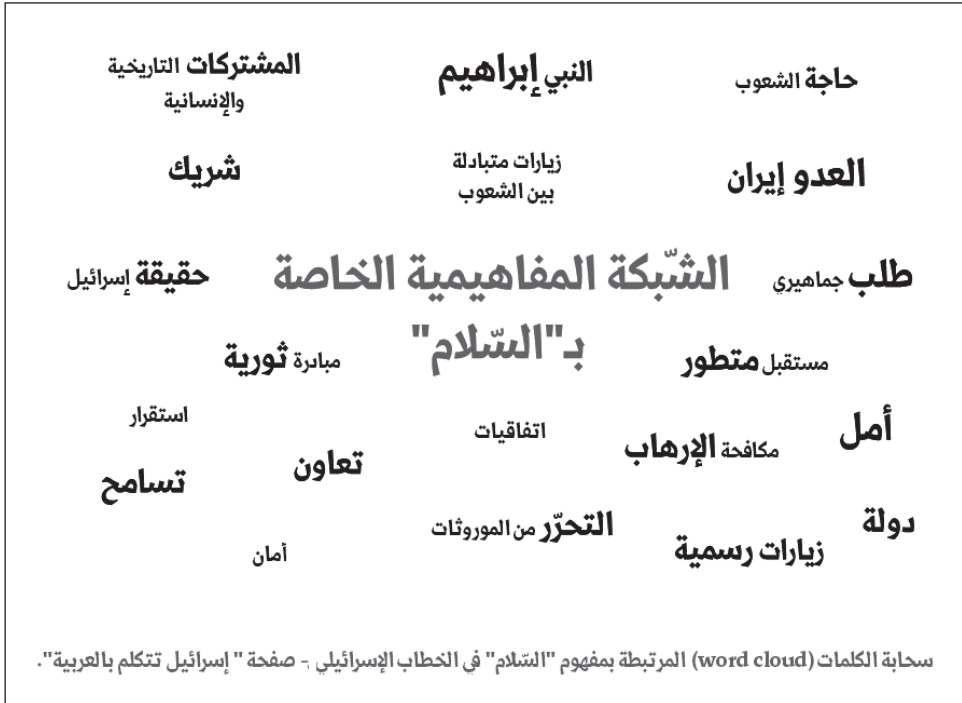 حاجة الشعوب
النبي إبراهيم
المشتركات التاريخية
والإنسانية
العدو إيران
زيارات متبادلة
بين الشعوب
شريك
طلب جماهيري
الشّبكة المفاهيمية الخاصة
بـ"السّلام"
حقيقة إسرائيل
مستقبل متطور
مبادرة ثورية
أمل
مكافحة الإرهاب
اتفاقيات
استقرار
تعاون
تسامح
دولة
زيارات رسمية
التحرّر من الموروثات
أمان
سحابة الكلمات (word cloud) المرتبطة بمفهوم "السّلام" في الخطاب الإسرائيلي - صفحة " إسرائيل تتكلم بالعربية".